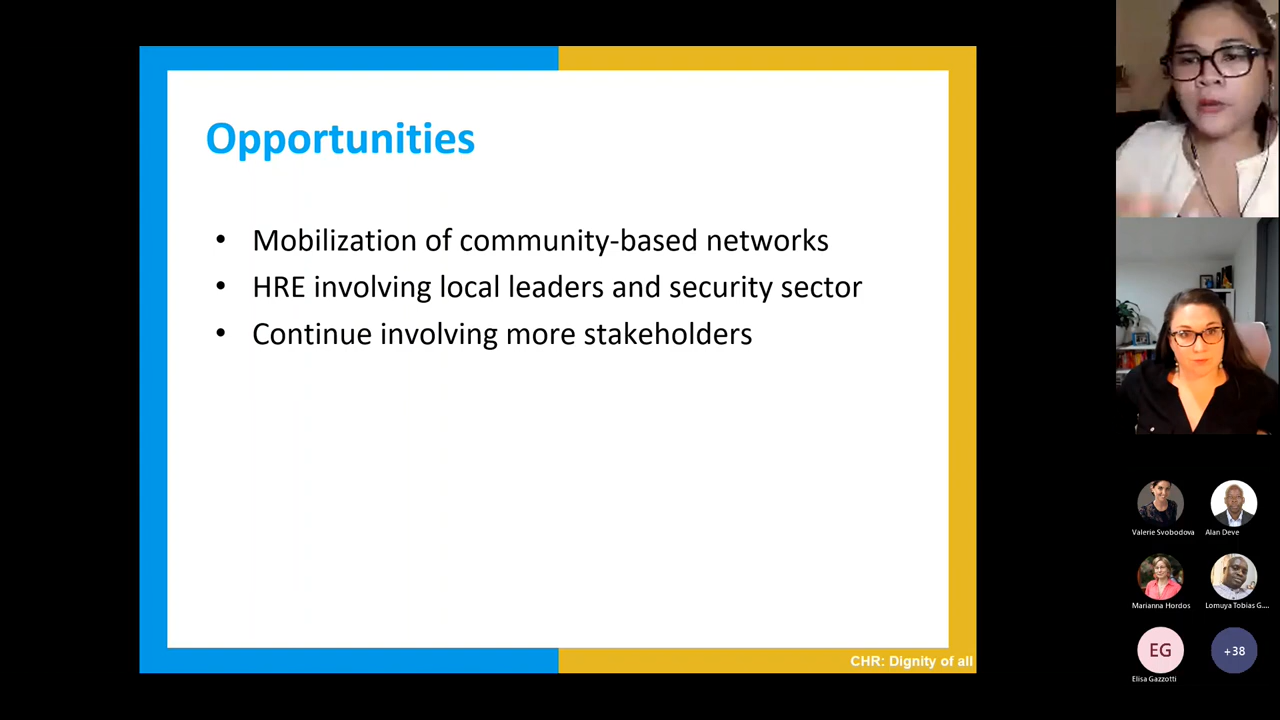 Opportunities
• Mobilization of community-based networks
• HRE involving local leaders and security sector
• Continue involving more stakeholders
CHR: Dignity of all
Valerie Svobodova
Alan Deve
Marianna Hordos
Lomuya Tobias G....
EG
+38
Elisa Gazzotti